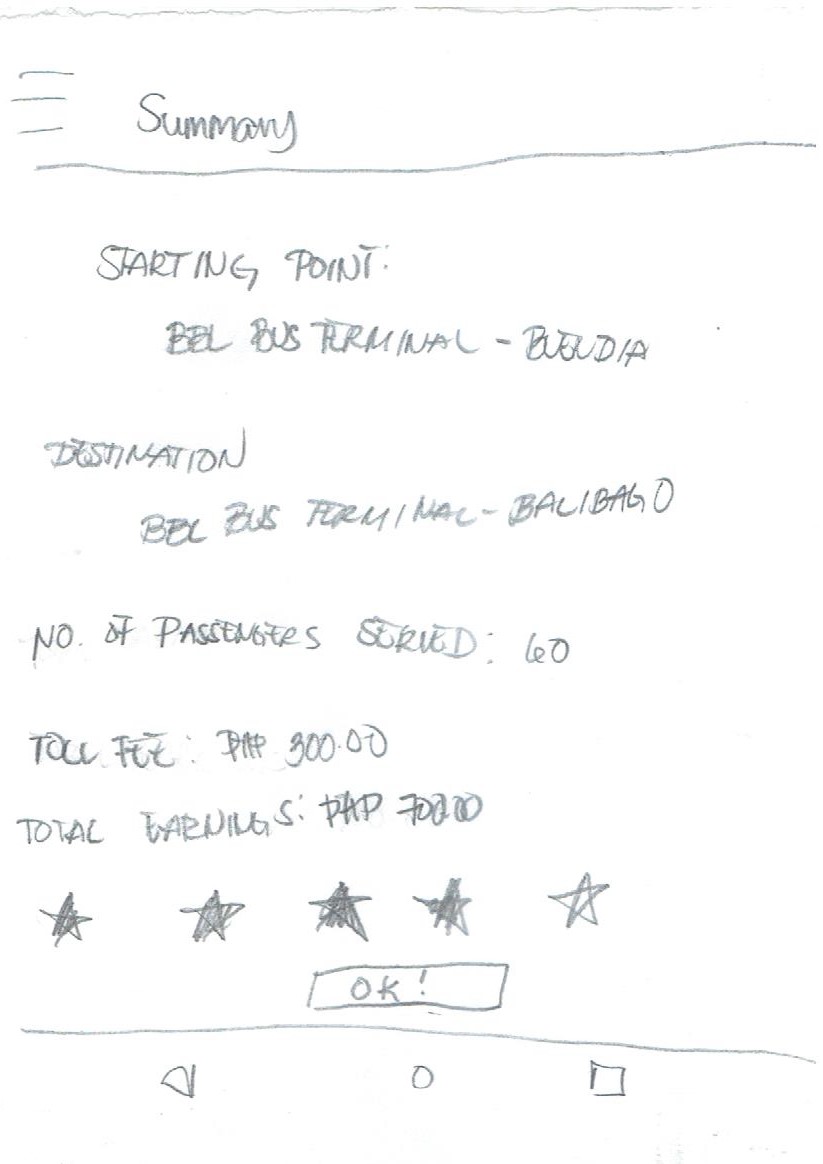 Summary
STARTING POINT:
BBL BUS TERMINAL - BUENDIA
DESTINATION
BBL BUS TERMINAL - BALIBAGO
NO. OF PASSENGERS SERVED: 60
TOLL FEE: PHP 300.00
TOTAL EARNINGS: PHP
OK!